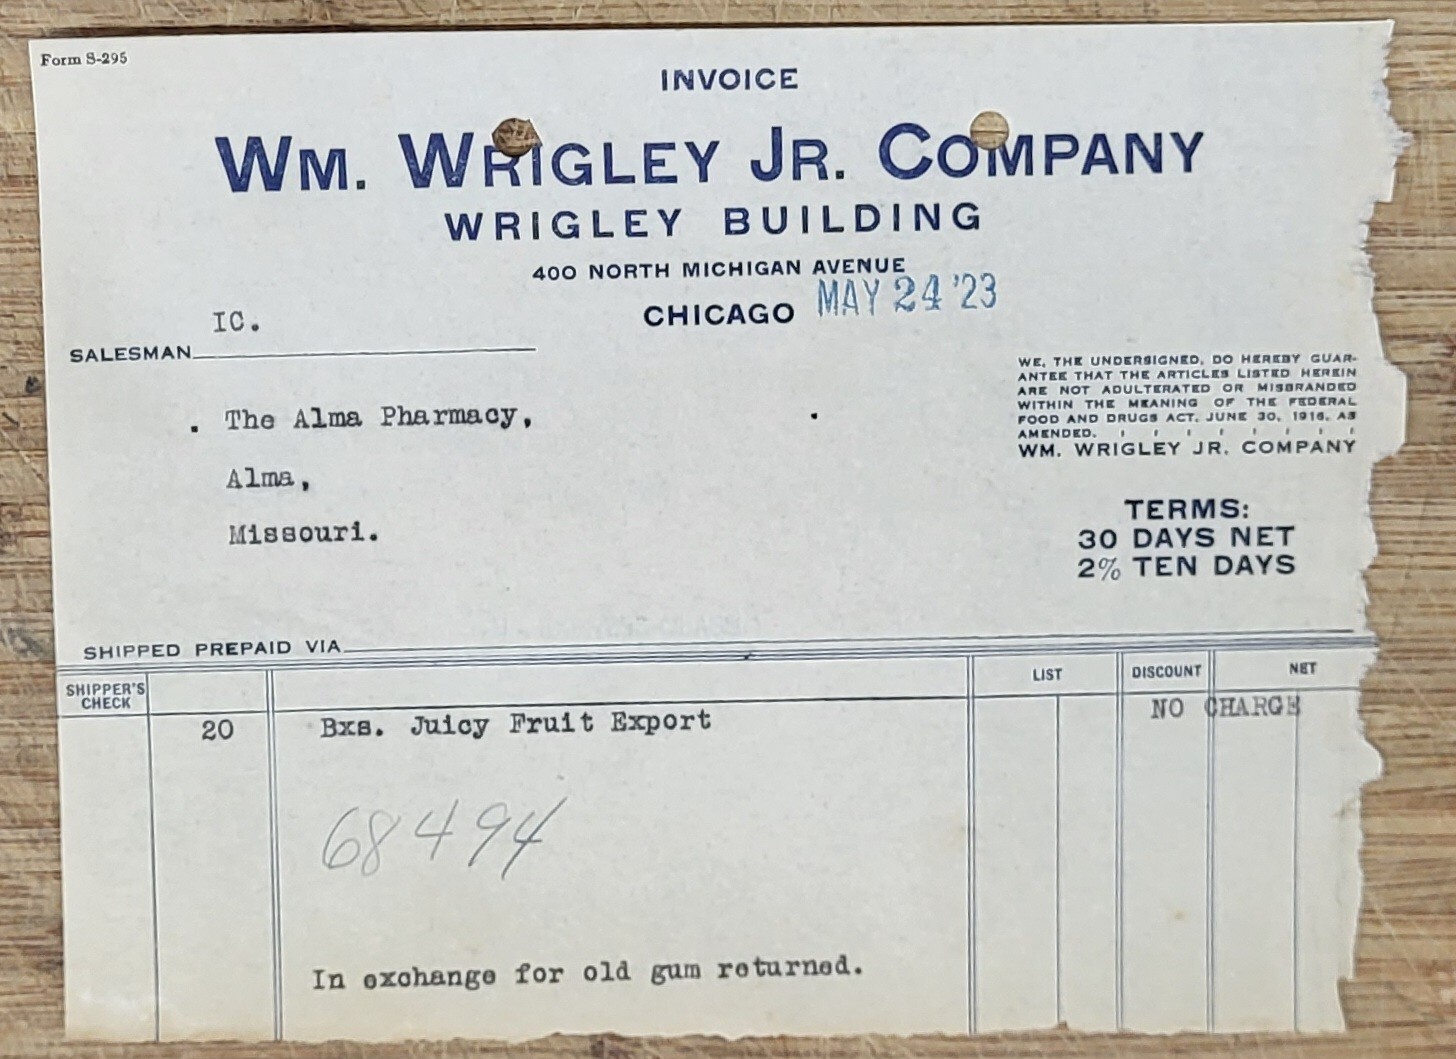 Form S-295
INVOICE
WM. WRIGLEY JR. COMPANY
WRIGLEY BUILDING
400 NORTH MICHIGAN AVENUE
CHICAGO MAY 24 '23
IC.
SALESMAN
WE, THE UNDERSIGNED, DO HEREBY GUAR-
ANTEE THAT THE ARTICLES LISTED HEREIN
ARE NOT ADULTERATED OR MISBRANDED
WITHIN THE MEANING OF THE FEDERAL
FOOD AND DRUGS ACT, JUNE 30, 1916, AS
AMENDED.
WM. WRIGLEY JR. COMPANY
The Alma Pharmacy,
Alma,
Missouri.
TERMS:
30 DAYS NET
2% TEN DAYS
SHIPPED PREPAID VIA
SHIPPER'S
CHECK
LIST DISCOUNT NET
20 Bxs. Juicy Fruit Export NO CHARGE
68494
In exchange for old gum returned.